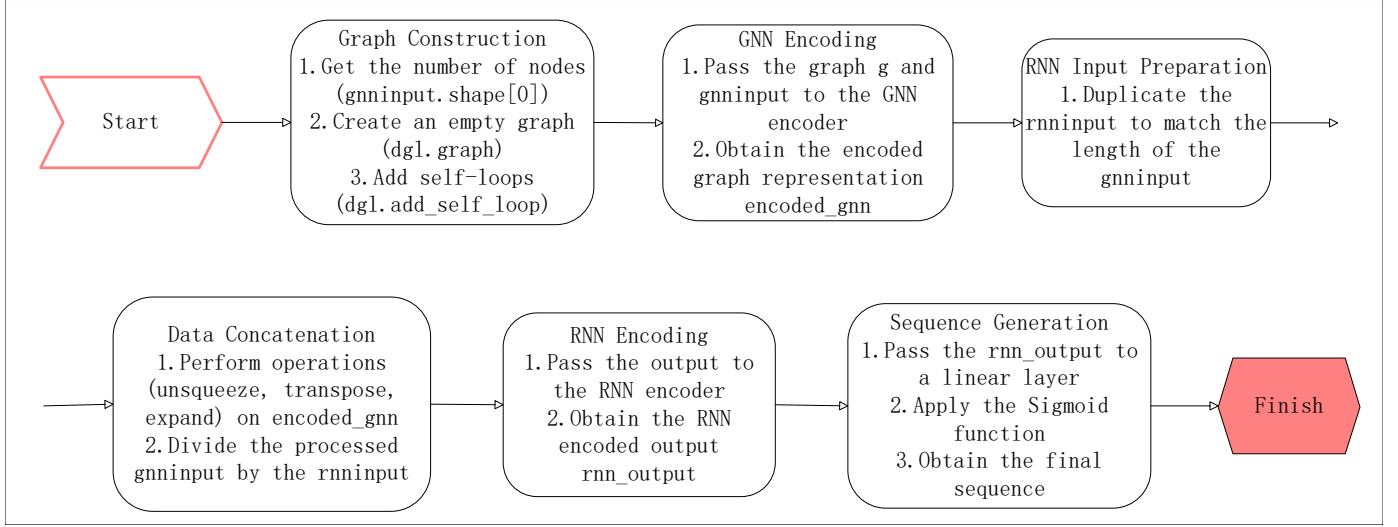 Start
Graph Construction
1.Get the number of nodes
(gnninput.shape[0])
2.Create an empty graph
(dgl.graph)
3.Add self-loops
(dgl.add_self_loop)
GNN Encoding
1.Pass the graph g and
gnninput to the GNN
encoder
2.Obtain the encoded
graph representation
encoded_gnn
RNN Input Preparation
1.Duplicate the
rnninput to match the
length of the
gnninput
Data Concatenation
1.Perform operations
(unsqueeze, transpose,
expand) on encoded_gnn
2.Divide the processed
gnninput by the rnninput
RNN Encoding
1.Pass the output to
the RNN encoder
2.Obtain the RNN
encoded output
rnn_output
Sequence Generation
1.Pass the rnn_output to
a linear layer
2.Apply the Sigmoid
function
3.Obtain the final
sequence
Finish